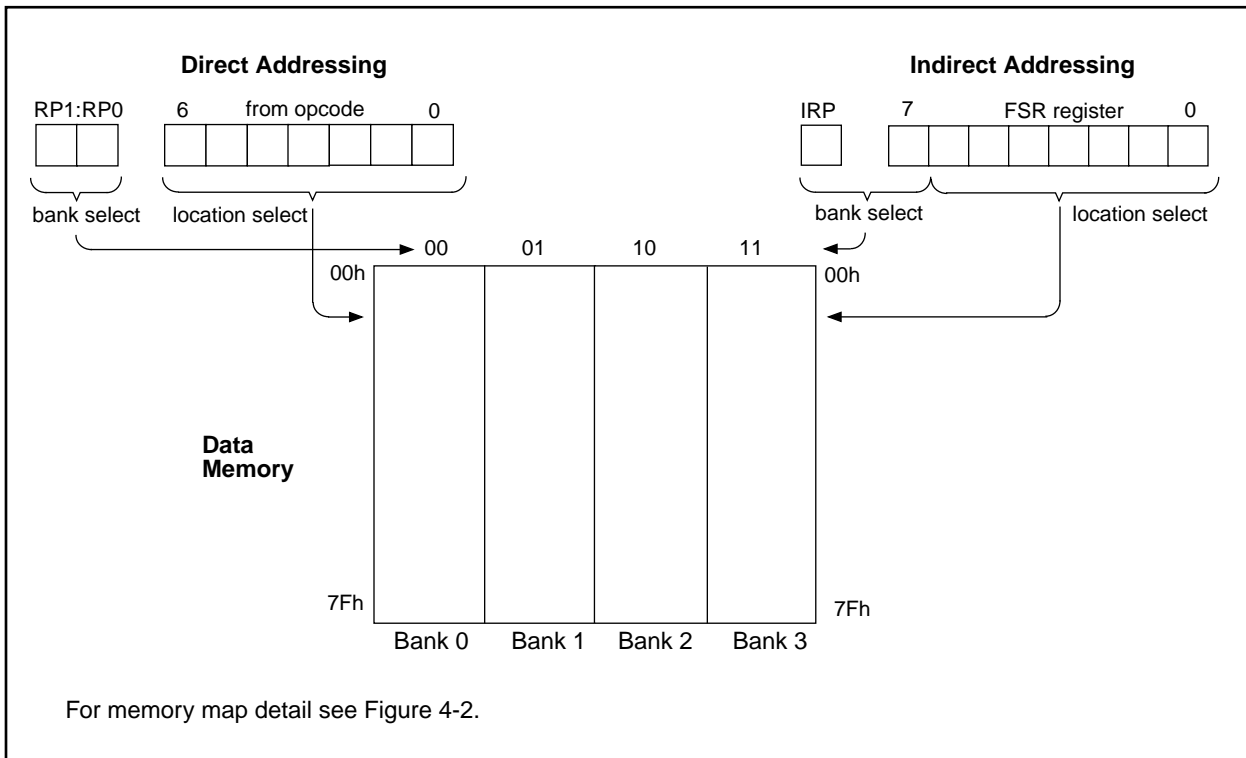 Direct Addressing
Indirect Addressing
RP1:RP0 6 from opcode 0
IRP 7 FSR register 0
bank select location select
bank select location select
00 01 10 11
00h 00h
Data
Memory
7Fh 7Fh
Bank 0 Bank 1 Bank 2 Bank 3
For memory map detail see Figure 4-2.